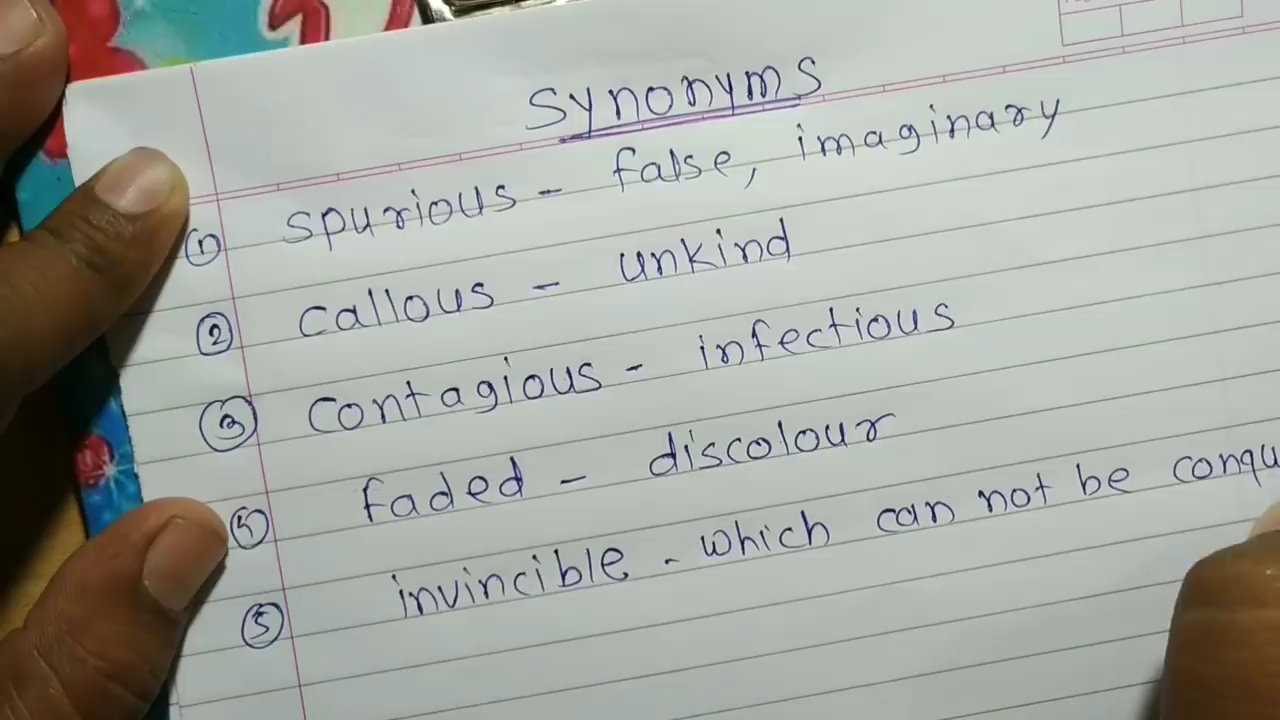 Synonyms
① spurious - false, imaginary
② callous - unkind
③ contagious - infectious
④ faded - discolour
⑤ invincible - which can not be